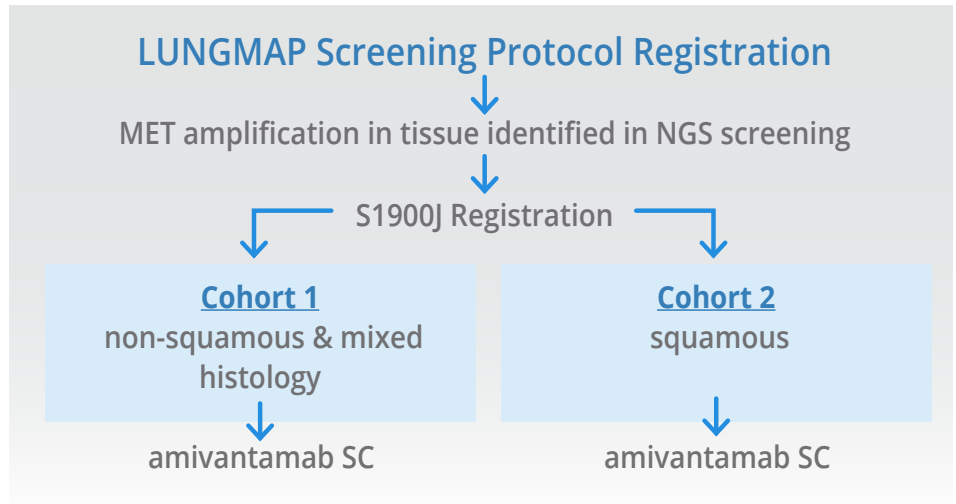 LUNGMAP Screening Protocol Registration
MET amplification in tissue identified in NGS screening
S1900J Registration
Cohort 1
non-squamous & mixed
histology
amivantamab SC
Cohort 2
squamous
amivantamab SC